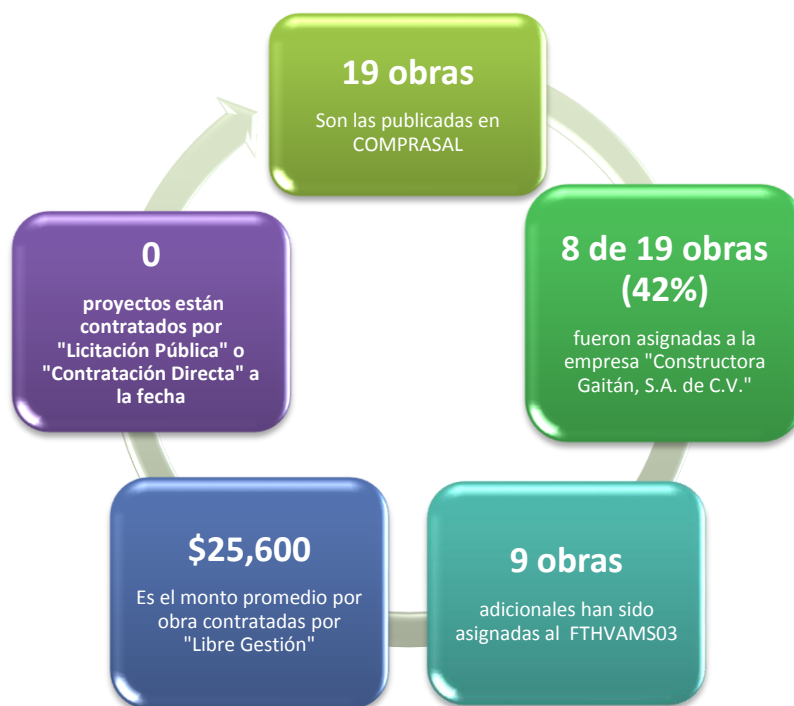 19 obras
Son las publicadas en
COMPRASAL
8 de 19 obras
(42%)
fueron asignadas a la
empresa "Constructora
Gaitán, S.A. de C.V."
9 obras
adicionales han sido
asignadas al FTHVAMS03
$25,600
Es el monto promedio por
obra contratadas por
"Libre Gestión"
0
proyectos están
contratados por
"Licitación Pública" o
"Contratación Directa" a
la fecha